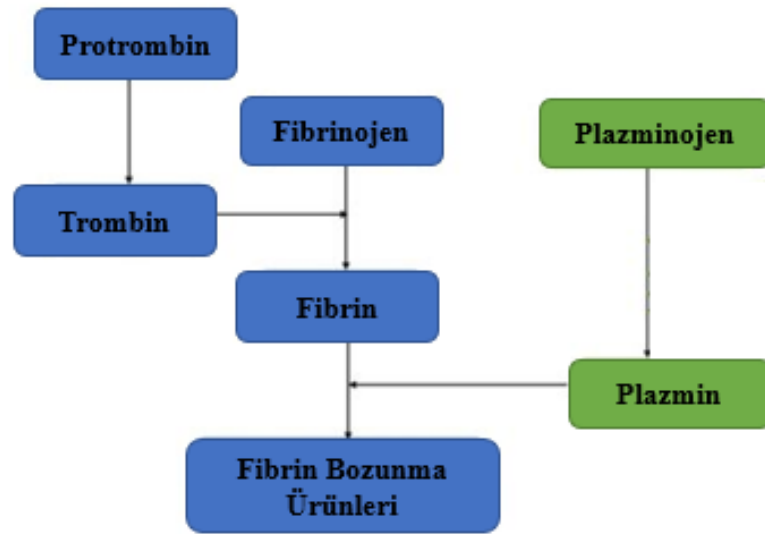 Protrombin
Fibrinojen
Plazminojen
Trombin
Fibrin
Plazmin
Fibrin Bozunma
Ürünleri